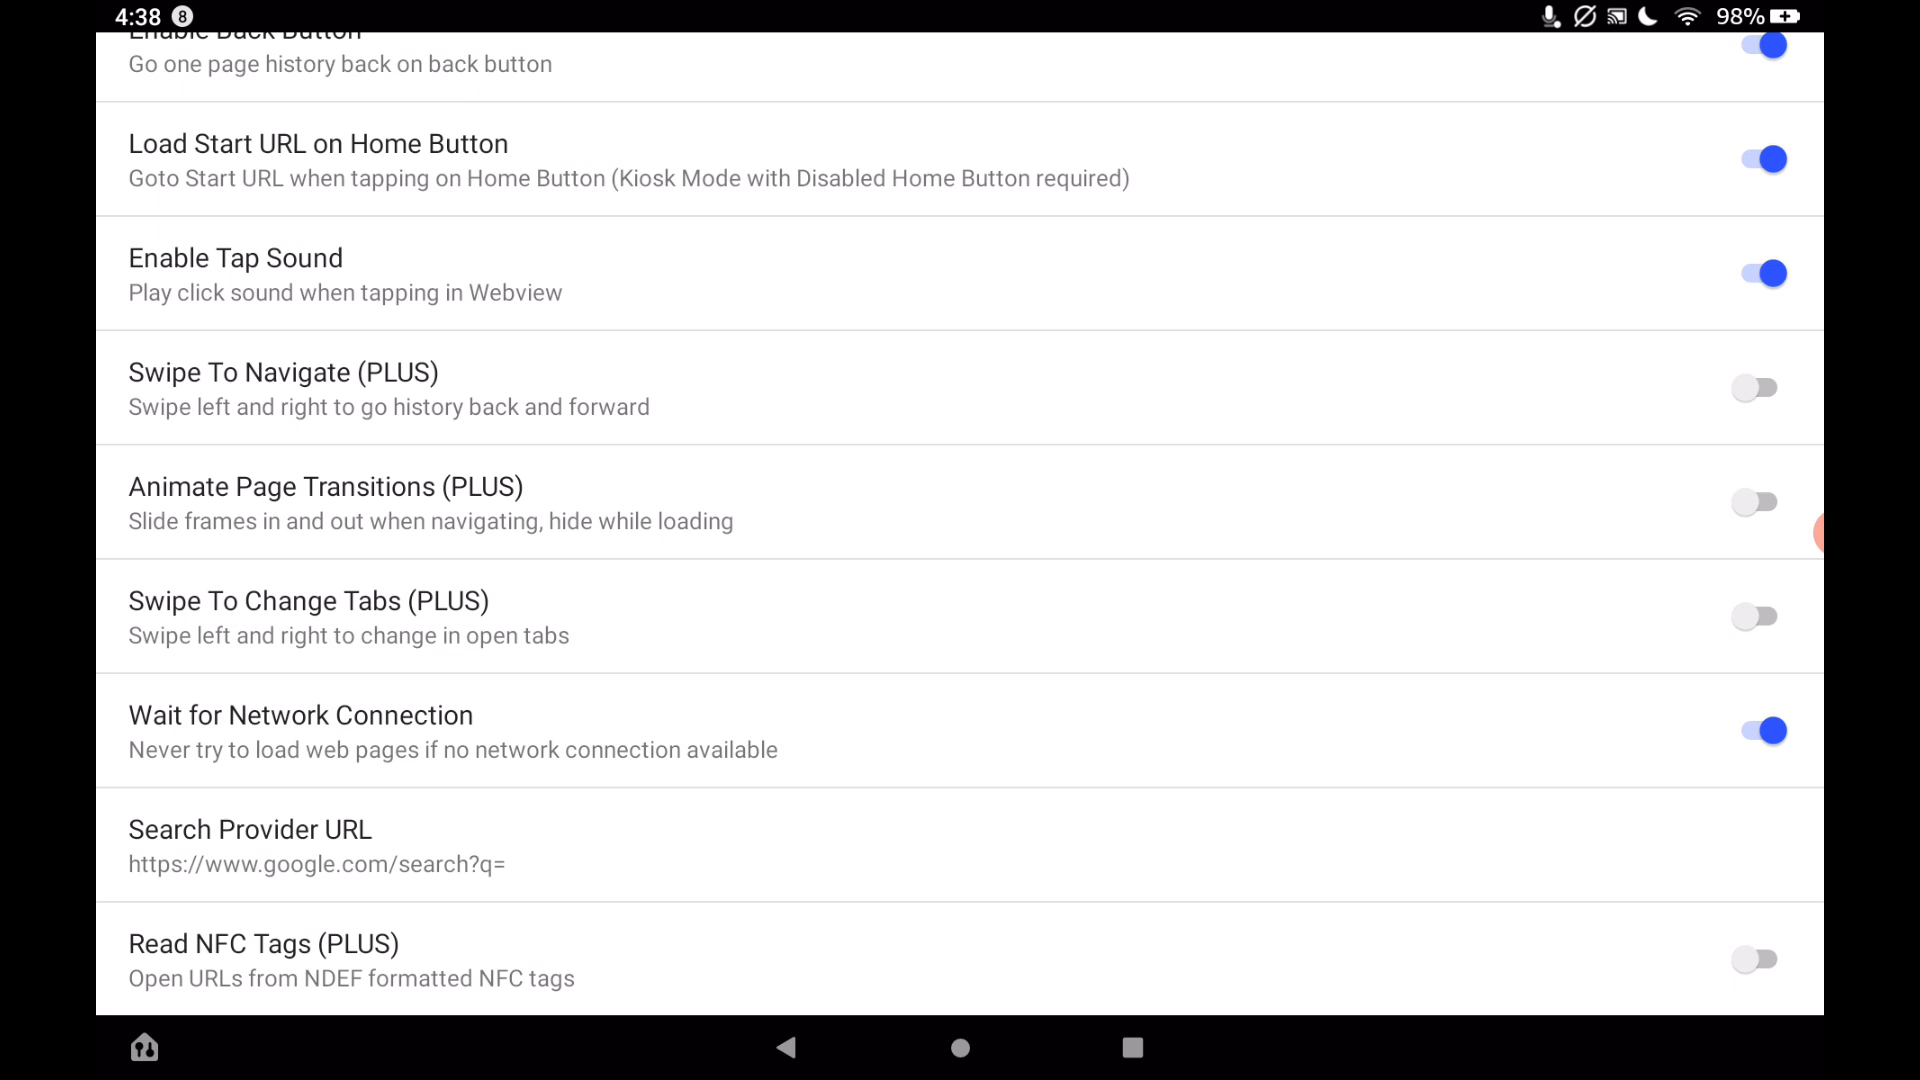 4:38 8 98%
Enable Back Button
Go one page history back on back button
Load Start URL on Home Button
Goto Start URL when tapping on Home Button (Kiosk Mode with Disabled Home Button required)
Enable Tap Sound
Play click sound when tapping in Webview
Swipe To Navigate (PLUS)
Swipe left and right to go history back and forward
Animate Page Transitions (PLUS)
Slide frames in and out when navigating, hide while loading
Swipe To Change Tabs (PLUS)
Swipe left and right to change in open tabs
Wait for Network Connection
Never try to load web pages if no network connection available
Search Provider URL
https://www.google.com/search?q=
Read NFC Tags (PLUS)
Open URLs from NDEF formatted NFC tags